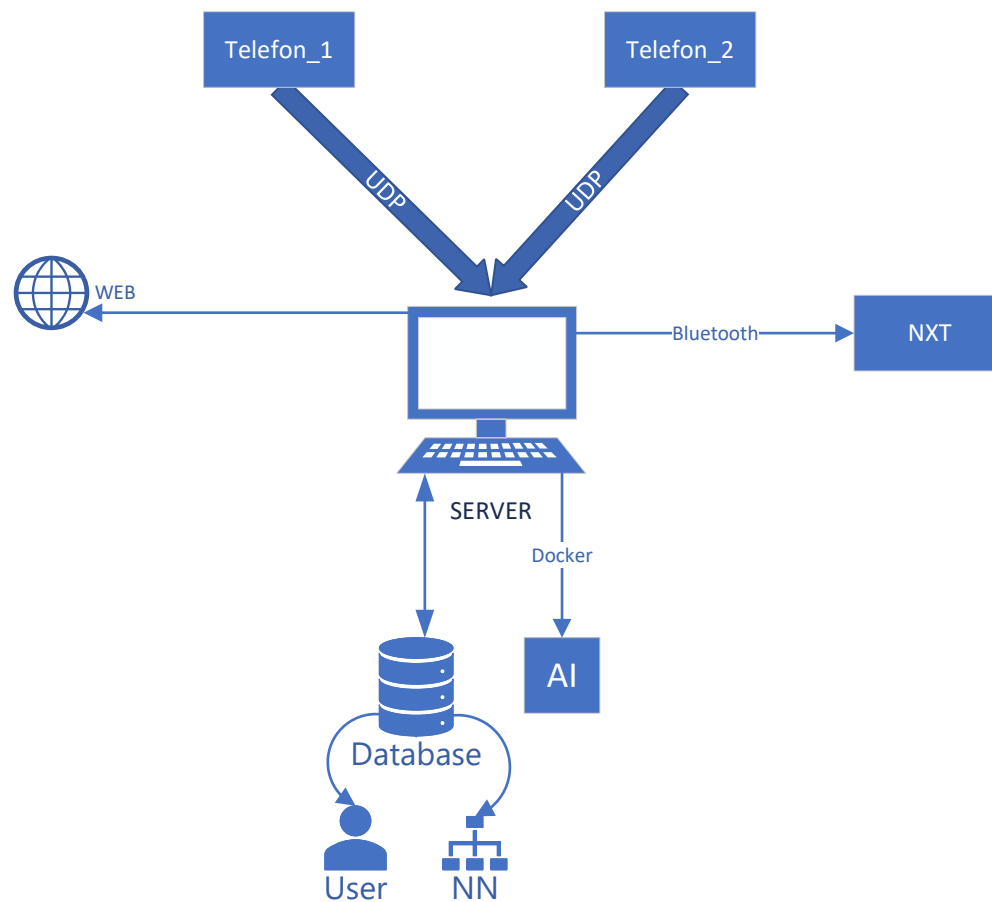 Telefon_1
Telefon_2
UDP
UDP
WEB
Bluetooth
NXT
SERVER
Docker
AI
Database
User
NN